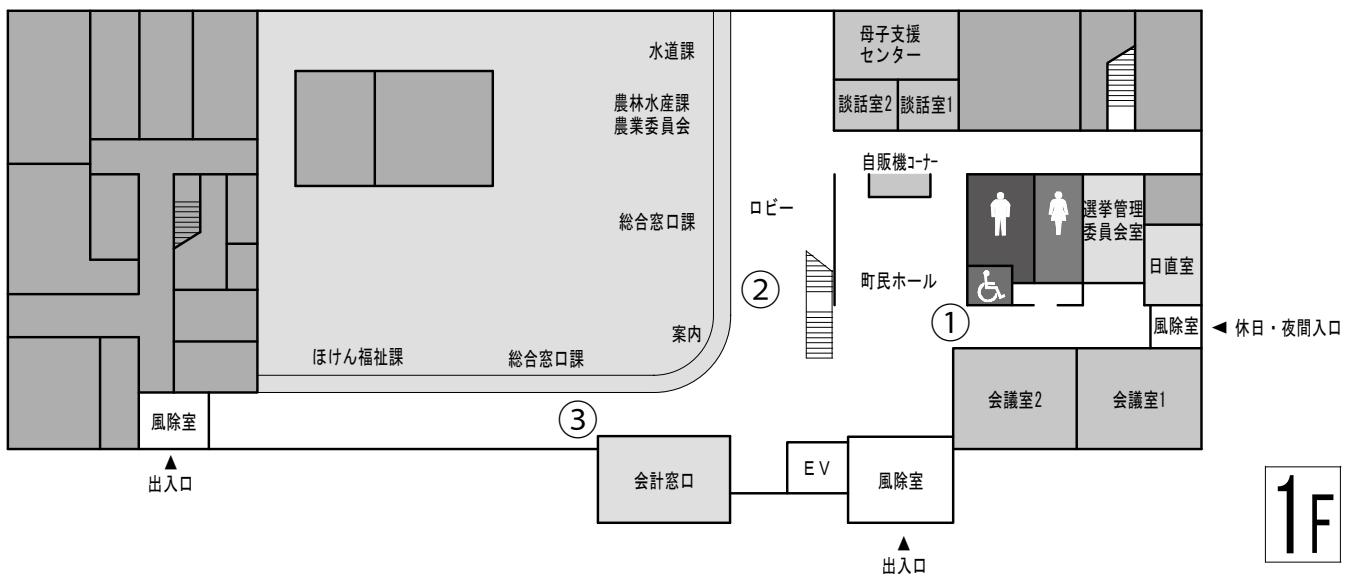 水道課
母子支援
センター
談話室2
談話室1
農林水産課
農業委員会
自販機コーナー
ロビー
総合窓口課
選挙管理
委員会室
日直室
町民ホール
②
①
風除室
◀ 休日・夜間入口
案内
ほけん福祉課
総合窓口課
③
会議室2
会議室1
風除室
▲
出入口
会計窓口
EV
風除室
▲
出入口
1F